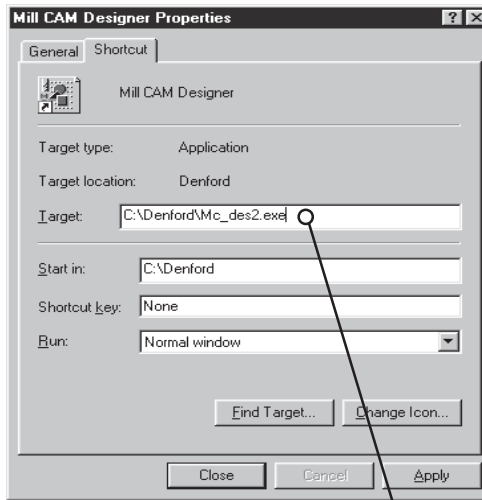 Mill CAM Designer Properties
General Shortcut
Mill CAM Designer
Target type: Application
Target location: Denford
Target: C:\Denford\Mc_des2.exe
Start in: C:\Denford
Shortcut key: None
Run: Normal window
Find Target... Change Icon...
Close Cancel Apply